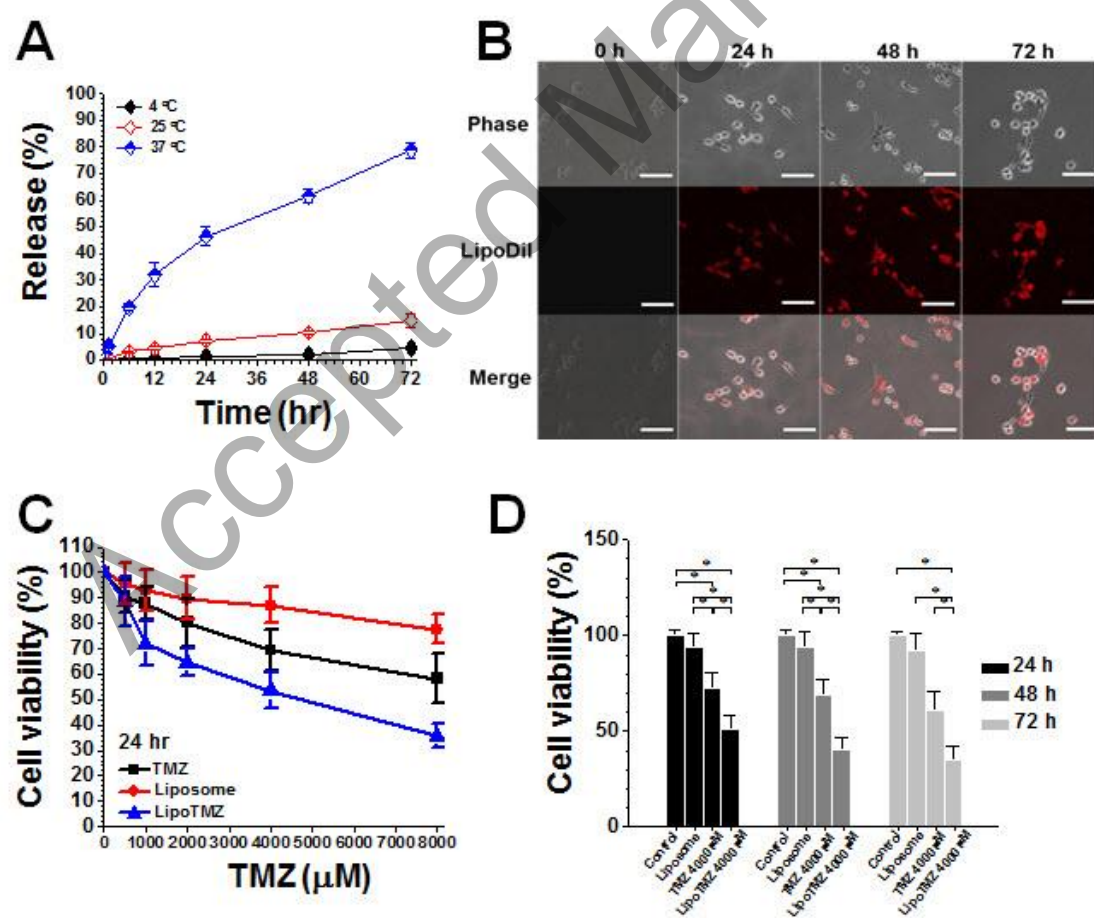 A
Release (%)
100
90
80
70
60
50
40
30
20
10
0
4 °C
25 °C
37 °C
0 12 24 36 48 60 72
Time (hr)
B
0 h 24 h 48 h 72 h
Phase
LipoDil
Merge
C
Cell viability (%)
110
100
90
80
70
60
50
40
30
20
10
0
24 hr
TMZ
Liposome
LipoTMZ
0 1000 2000 3000 4000 5000 6000 7000 8000
TMZ (µM)
D
Cell viability (%)
150
100
50
0
* * * * *
* * * * *
* * * *
24 h
48 h
72 h
Control
Liposome
TMZ 4000 µM
LipoTMZ 4000 µM
Control
Liposome
TMZ 4000 µM
LipoTMZ 4000 µM
Control
Liposome
TMZ 4000 µM
LipoTMZ 4000 µM
Accepted Ma